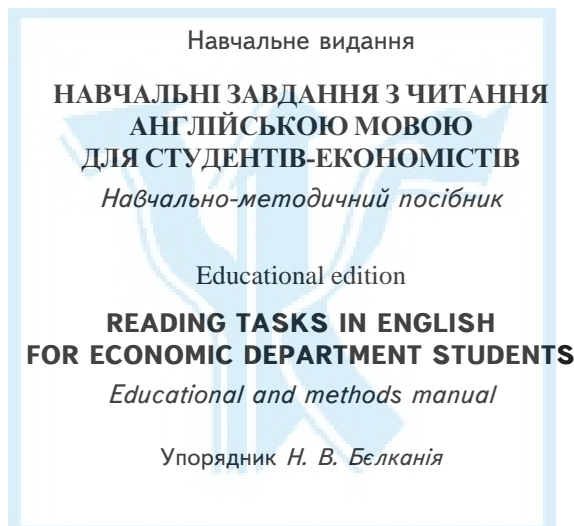 Навчальне видання
НАВЧАЛЬНІ ЗАВДАННЯ З ЧИТАННЯ
АНГЛІЙСЬКОЮ МОВОЮ
ДЛЯ СТУДЕНТІВ-ЕКОНОМІСТІВ
Навчально-методичний посібник
Educational edition
READING TASKS IN ENGLISH
FOR ECONOMIC DEPARTMENT STUDENTS
Educational and methods manual
Упорядник Н. В. Бєлканія